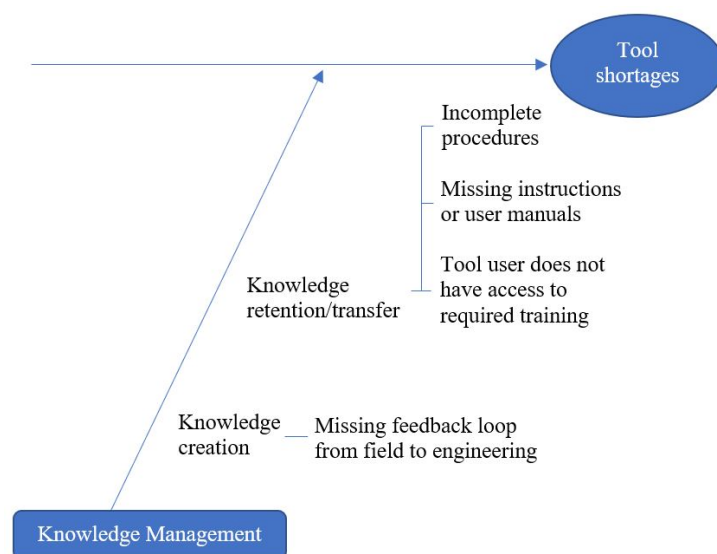 Tool
shortages
Incomplete
procedures
Missing instructions
or user manuals
Tool user does not
have access to
required training
Knowledge
retention/transfer
Knowledge
creation
Missing feedback loop
from field to engineering
Knowledge Management